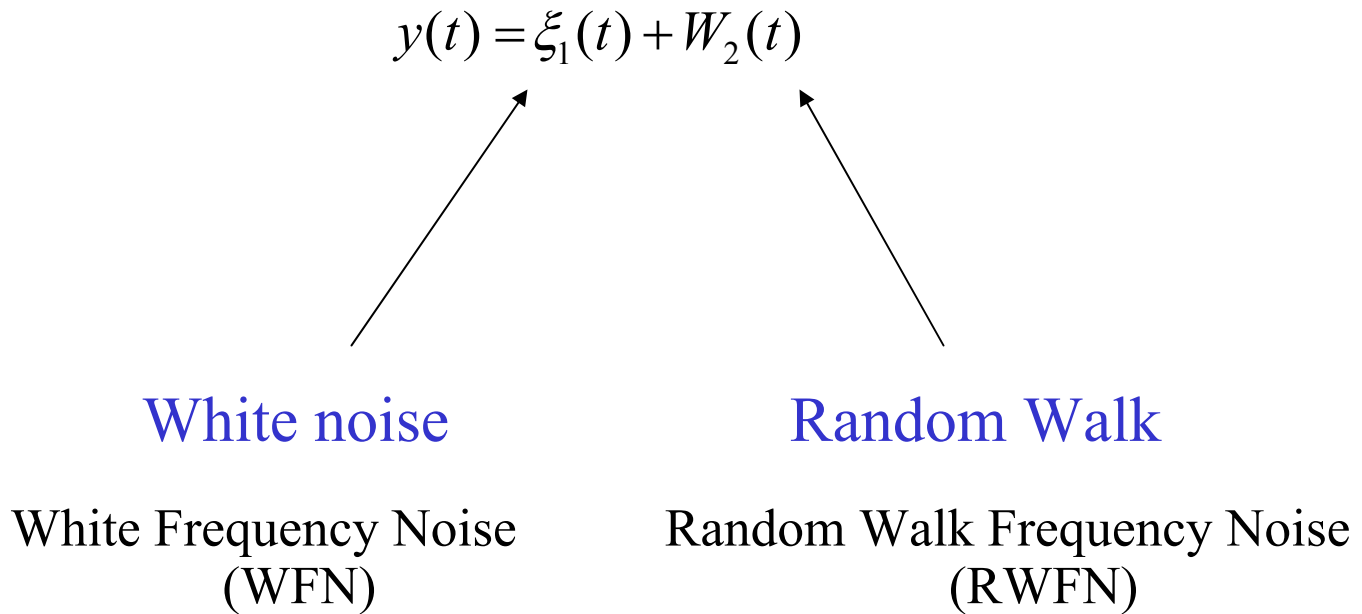 y(t) = ξ₁(t) + W₂(t)
White noise
White Frequency Noise
(WFN)
Random Walk
Random Walk Frequency Noise
(RWFN)